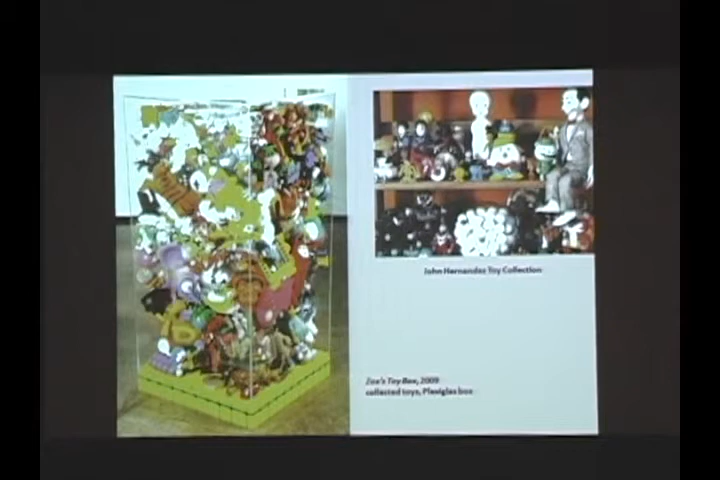 John Hernandez Toy Collection
Zoe's Toy Box, 2009
collected toys, Plexiglas box